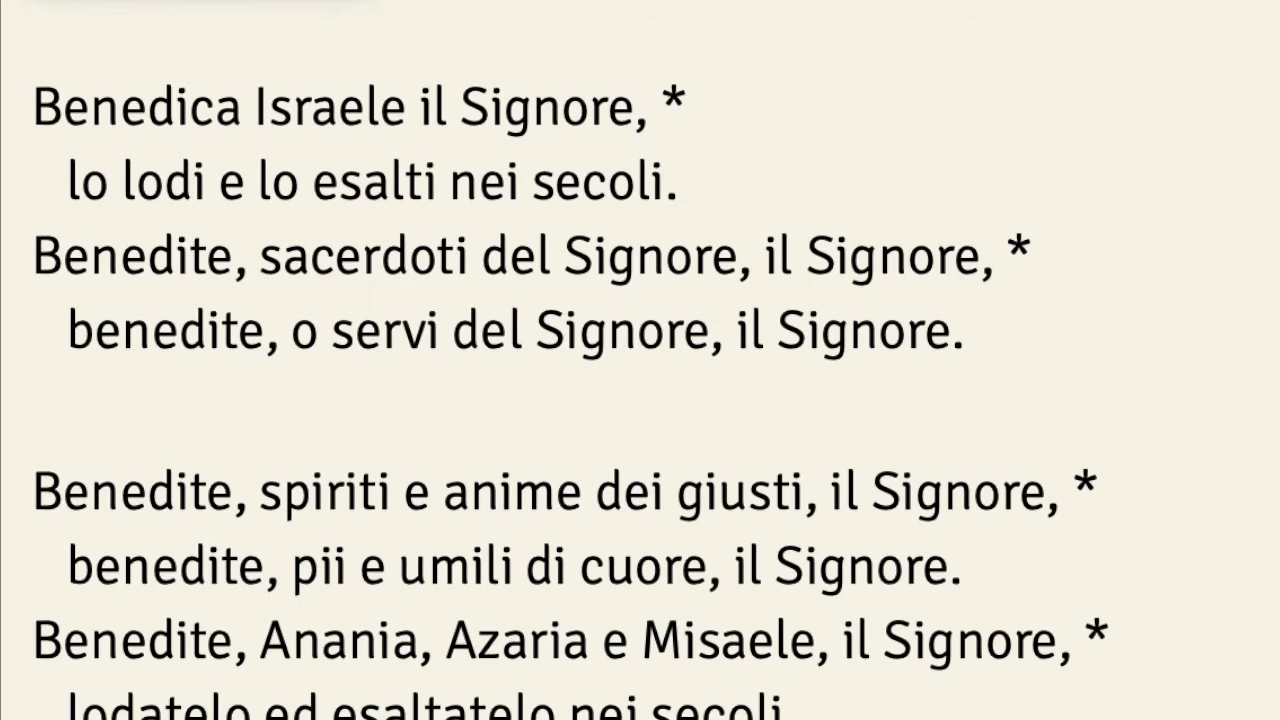 Benedica Israele il Signore, *
lo lodi e lo esalti nei secoli.
Benedite, sacerdoti del Signore, il Signore, *
benedite, o servi del Signore, il Signore.
Benedite, spiriti e anime dei giusti, il Signore, *
benedite, pii e umili di cuore, il Signore.
Benedite, Anania, Azaria e Misaele, il Signore, *
lodatelo ed esaltatelo nei secoli